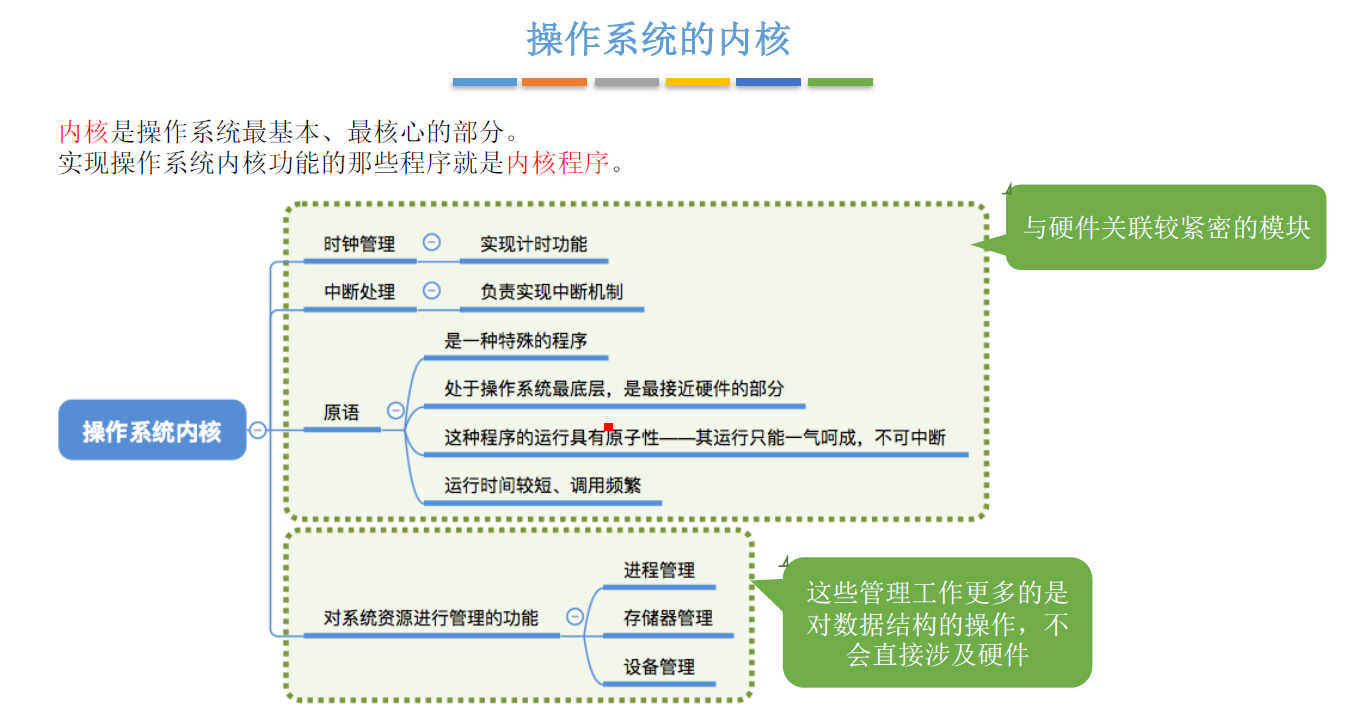 操作系统的内核
内核是操作系统最基本、最核心的部分。
实现操作系统内核功能的那些程序就是内核程序。
与硬件关联较紧密的模块
时钟管理
实现计时功能
中断处理
负责实现中断机制
是一种特殊的程序
处于操作系统最底层，是最接近硬件的部分
原语
这种程序的运行具有原子性——其运行只能一气呵成，不可中断
运行时间较短、调用频繁
操作系统内核
进程管理
对系统资源进行管理的功能
存储器管理
设备管理
这些管理工作更多的是
对数据结构的操作，不
会直接涉及硬件